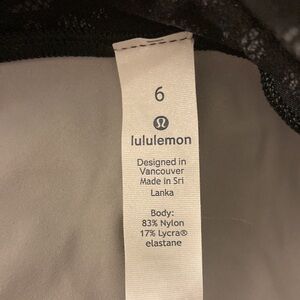 6
lululemon
Designed in
Vancouver
Made in Sri
Lanka
Body:
83% Nylon
17% Lycra®
elastane